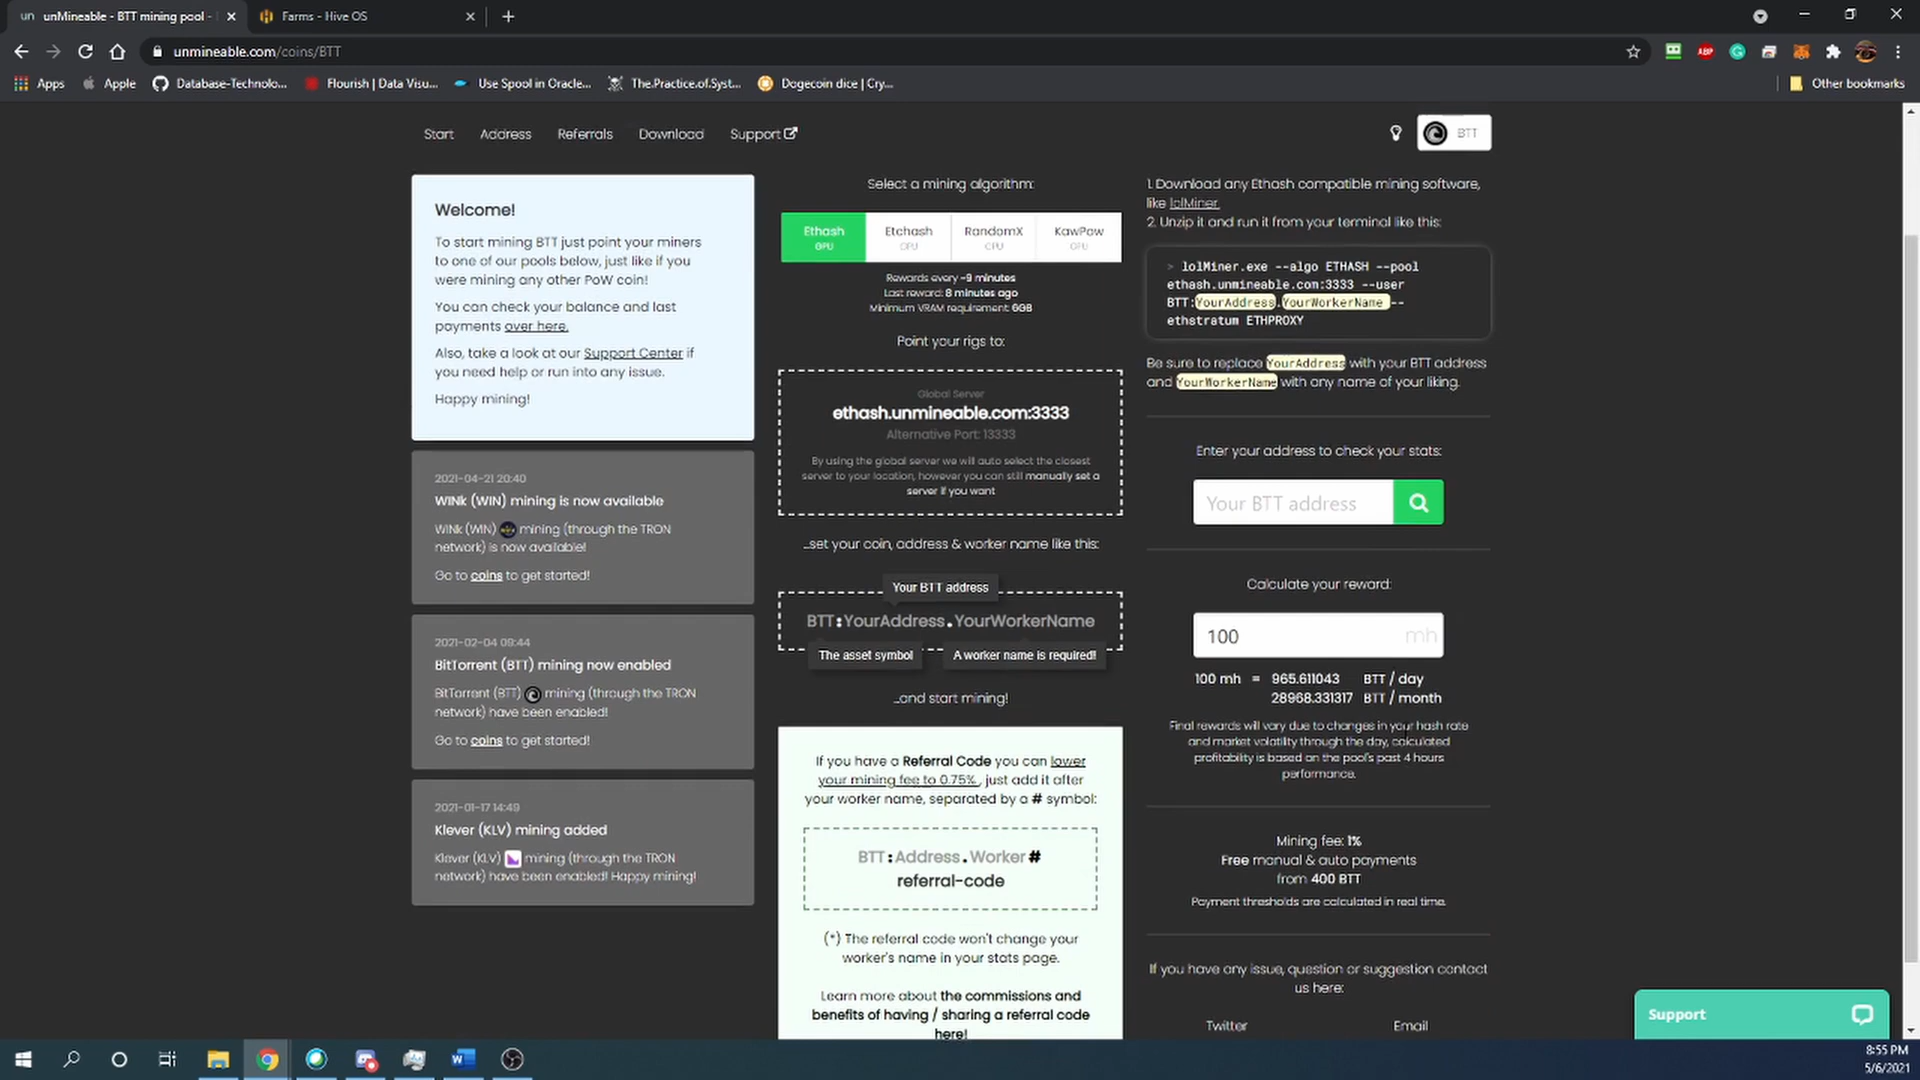 un unMineable - BTT mining pool -
Farms - Hive OS
unmineable.com/coins/BTT
ABP
Apps
Apple
Database-Technolo...
Flourish | Data Visu...
Use Spool in Oracle...
The.Practice.of.Syst...
Dogecoin dice | Cry...
Other bookmarks
Start
Address
Referrals
Download
Support
BTT
Welcome!
To start mining BTT just point your miners
to one of our pools below, just like if you
were mining any other PoW coin!
You can check your balance and last
payments over here.
Also, take a look at our Support Center if
you need help or run into any issue.
Happy mining!
2021-04-21 20:40
WINk (WIN) mining is now available
WINk (WIN) mining (through the TRON
network) is now available!
Go to coins to get started!
2021-02-04 09:44
BitTorrent (BTT) mining now enabled
BitTorrent (BTT) mining (through the TRON
network) have been enabled!
Go to coins to get started!
2021-01-17 14:49
Klever (KLV) mining added
Klever (KLV) mining (through the TRON
network) have been enabled! Happy mining!
Select a mining algorithm:
Ethash
GPU
Etchash
GPU
RandomX
CPU
KawPow
GPU
Rewards every ~9 minutes
Last reward: 8 minutes ago
Minimum VRAM requirement: 6GB
Point your rigs to:
Global Server
ethash.unmineable.com:3333
Alternative Port: 13333
By using the global server we will auto select the closest
server to your location, however you can still manually set a
server if you want
...set your coin, address & worker name like this:
Your BTT address
BTT:YourAddress.YourWorkerName
The asset symbol
A worker name is required!
...and start mining!
If you have a Referral Code you can lower
your mining fee to 0.75%, just add it after
your worker name, separated by a # symbol:
BTT:Address.Worker#
referral-code
(*) The referral code won't change your
worker's name in your stats page.
Learn more about the commissions and
benefits of having / sharing a referral code
here!
1. Download any Ethash compatible mining software,
like lolMiner.
2. Unzip it and run it from your terminal like this:
> lolMiner.exe --algo ETHASH --pool
ethash.unmineable.com:3333 --user
BTT:YourAddress.YourWorkerName --
ethstratum ETHPROXY
Be sure to replace YourAddress with your BTT address
and YourWorkerName with any name of your liking.
Enter your address to check your stats:
Your BTT address
Calculate your reward:
100 mh
100 mh = 965.611043 BTT / day
28968.331317 BTT / month
Final rewards will vary due to changes in your hash rate
and market volatility through the day, calculated
profitability is based on the pool's past 4 hours
performance.
Mining fee: 1%
Free manual & auto payments
from 400 BTT
Payment thresholds are calculated in real time.
If you have any issue, question or suggestion contact
us here:
Twitter
Email
Support
8:55 PM
5/6/2021